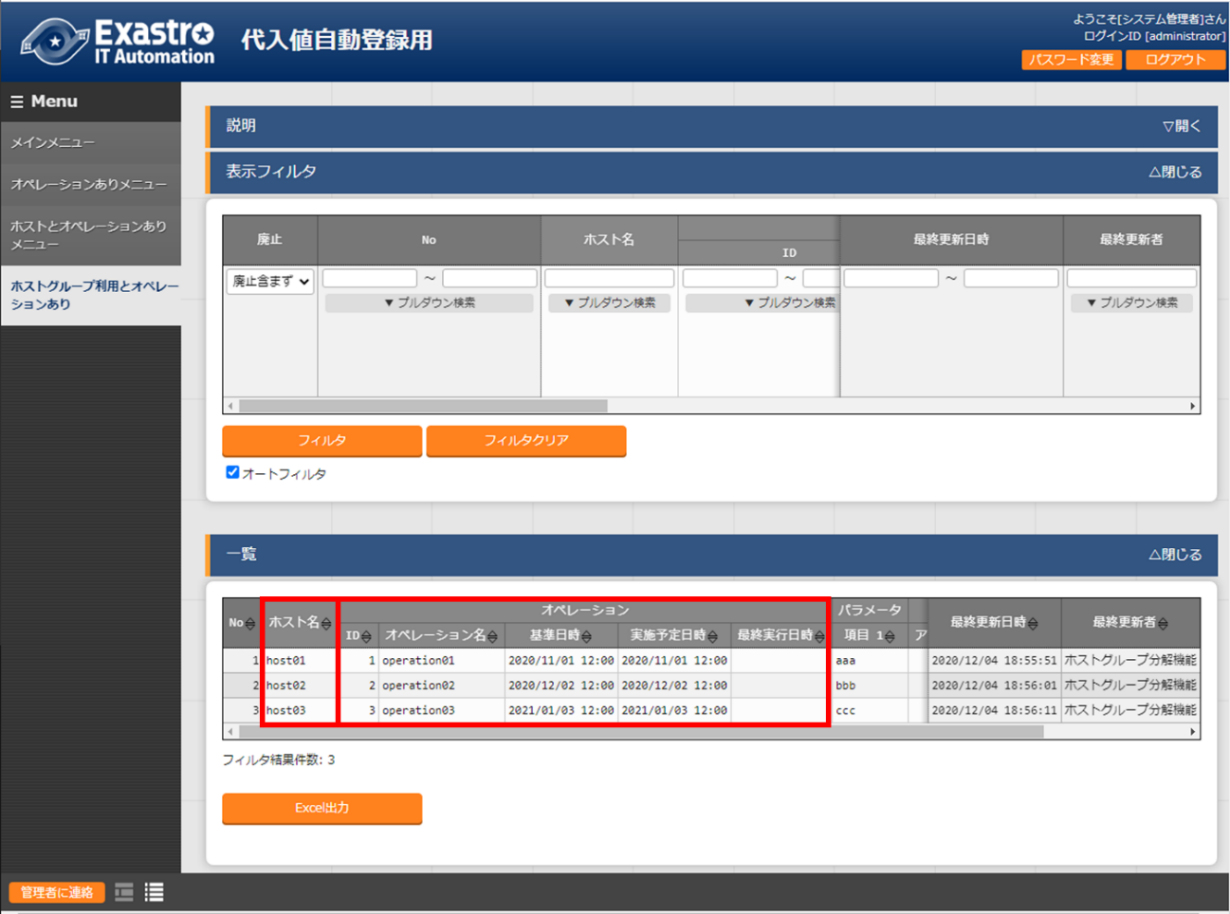 Exastro
IT Automation
代入値自動登録用
ようこそ[システム管理者]さん
ログインID [administrator]
パスワード変更 ログアウト
Menu
メインメニュー
オペレーションありメニュー
ホストとオペレーションあり
メニュー
ホストグループ利用とオペレー
ションあり
説明 ▽開く
表示フィルタ △閉じる
廃止 No ホスト名 ID 最終更新日時 最終更新者
廃止含まず ～ ～ ～
▼ プルダウン検索 ▼ プルダウン検索 ▼ プルダウン検索 ▼ プルダウン検索
フィルタ フィルタクリア
オートフィルタ
一覧 △閉じる
No ホスト名 オペレーション パラメータ 最終更新日時 最終更新者
ID オペレーション名 基準日時 実施予定日時 最終実行日時 項目 1 ア
1 host01 1 operation01 2020/11/01 12:00 2020/11/01 12:00 aaa 2020/12/04 18:55:51 ホストグループ分解機能
2 host02 2 operation02 2020/12/02 12:00 2020/12/02 12:00 bbb 2020/12/04 18:56:01 ホストグループ分解機能
3 host03 3 operation03 2021/01/03 12:00 2021/01/03 12:00 ccc 2020/12/04 18:56:11 ホストグループ分解機能
フィルタ結果件数: 3
Excel出力
管理者に連絡